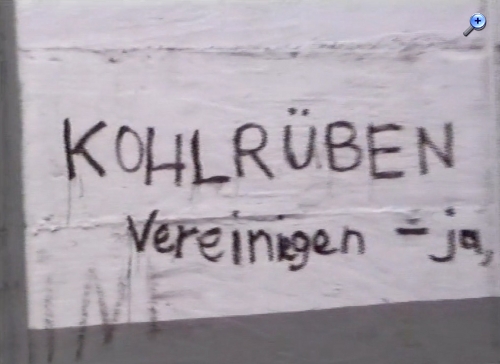 KOHLRÜBEN
Vereinigen - ja,